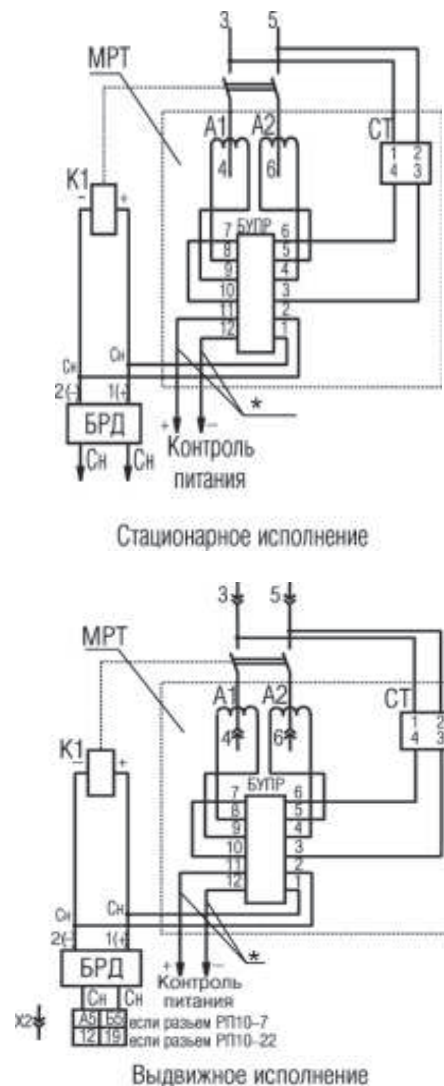 3 5
МРТ
А1 А2 СТ
1 2
4 3
4 6
К1
- +
БУПР
7 6
8 5
9 4
10 3
11 2
12 1
Сн Сн
2(-) 1(+)
БРД
Сн Сн
+ -
*
Контроль
питания
Стационарное исполнение
3 5
МРТ
А1 А2 СТ
1 2
4 3
4 6
К1
- +
БУПР
7 6
8 5
9 4
10 3
11 2
12 1
Сн Сн
2(-) 1(+)
БРД
Сн Сн
+ -
*
Контроль
питания
Х2 А5 Б5 если разьем РП10-7
12 19 если разьем РП10-22
Выдвижное исполнение